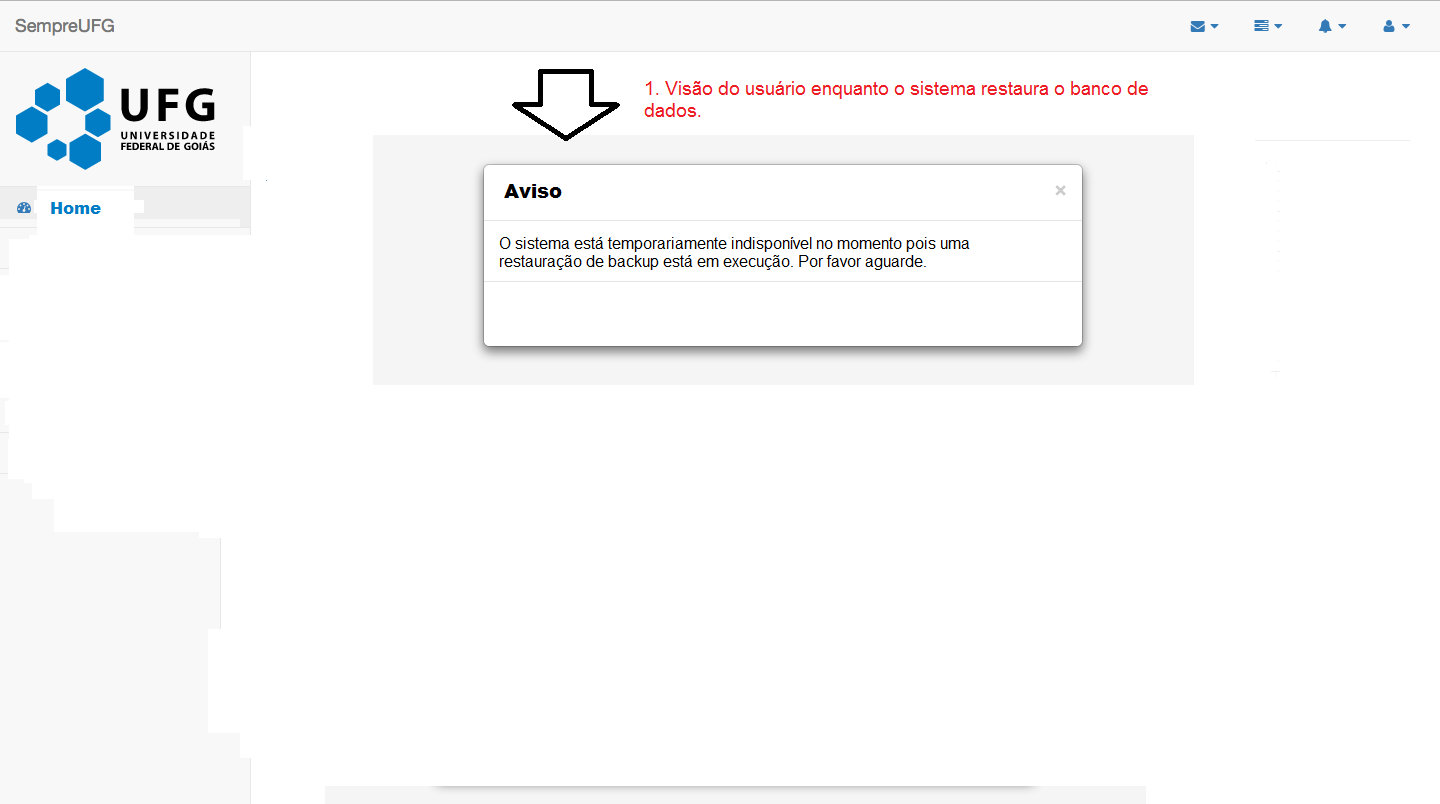 SempreUFG
UFG
UNIVERSIDADE
FEDERAL DE GOIÁS
Home
1. Visão do usuário enquanto o sistema restaura o banco de
dados.
Aviso
×
O sistema está temporariamente indisponível no momento pois uma
restauração de backup está em execução. Por favor aguarde.